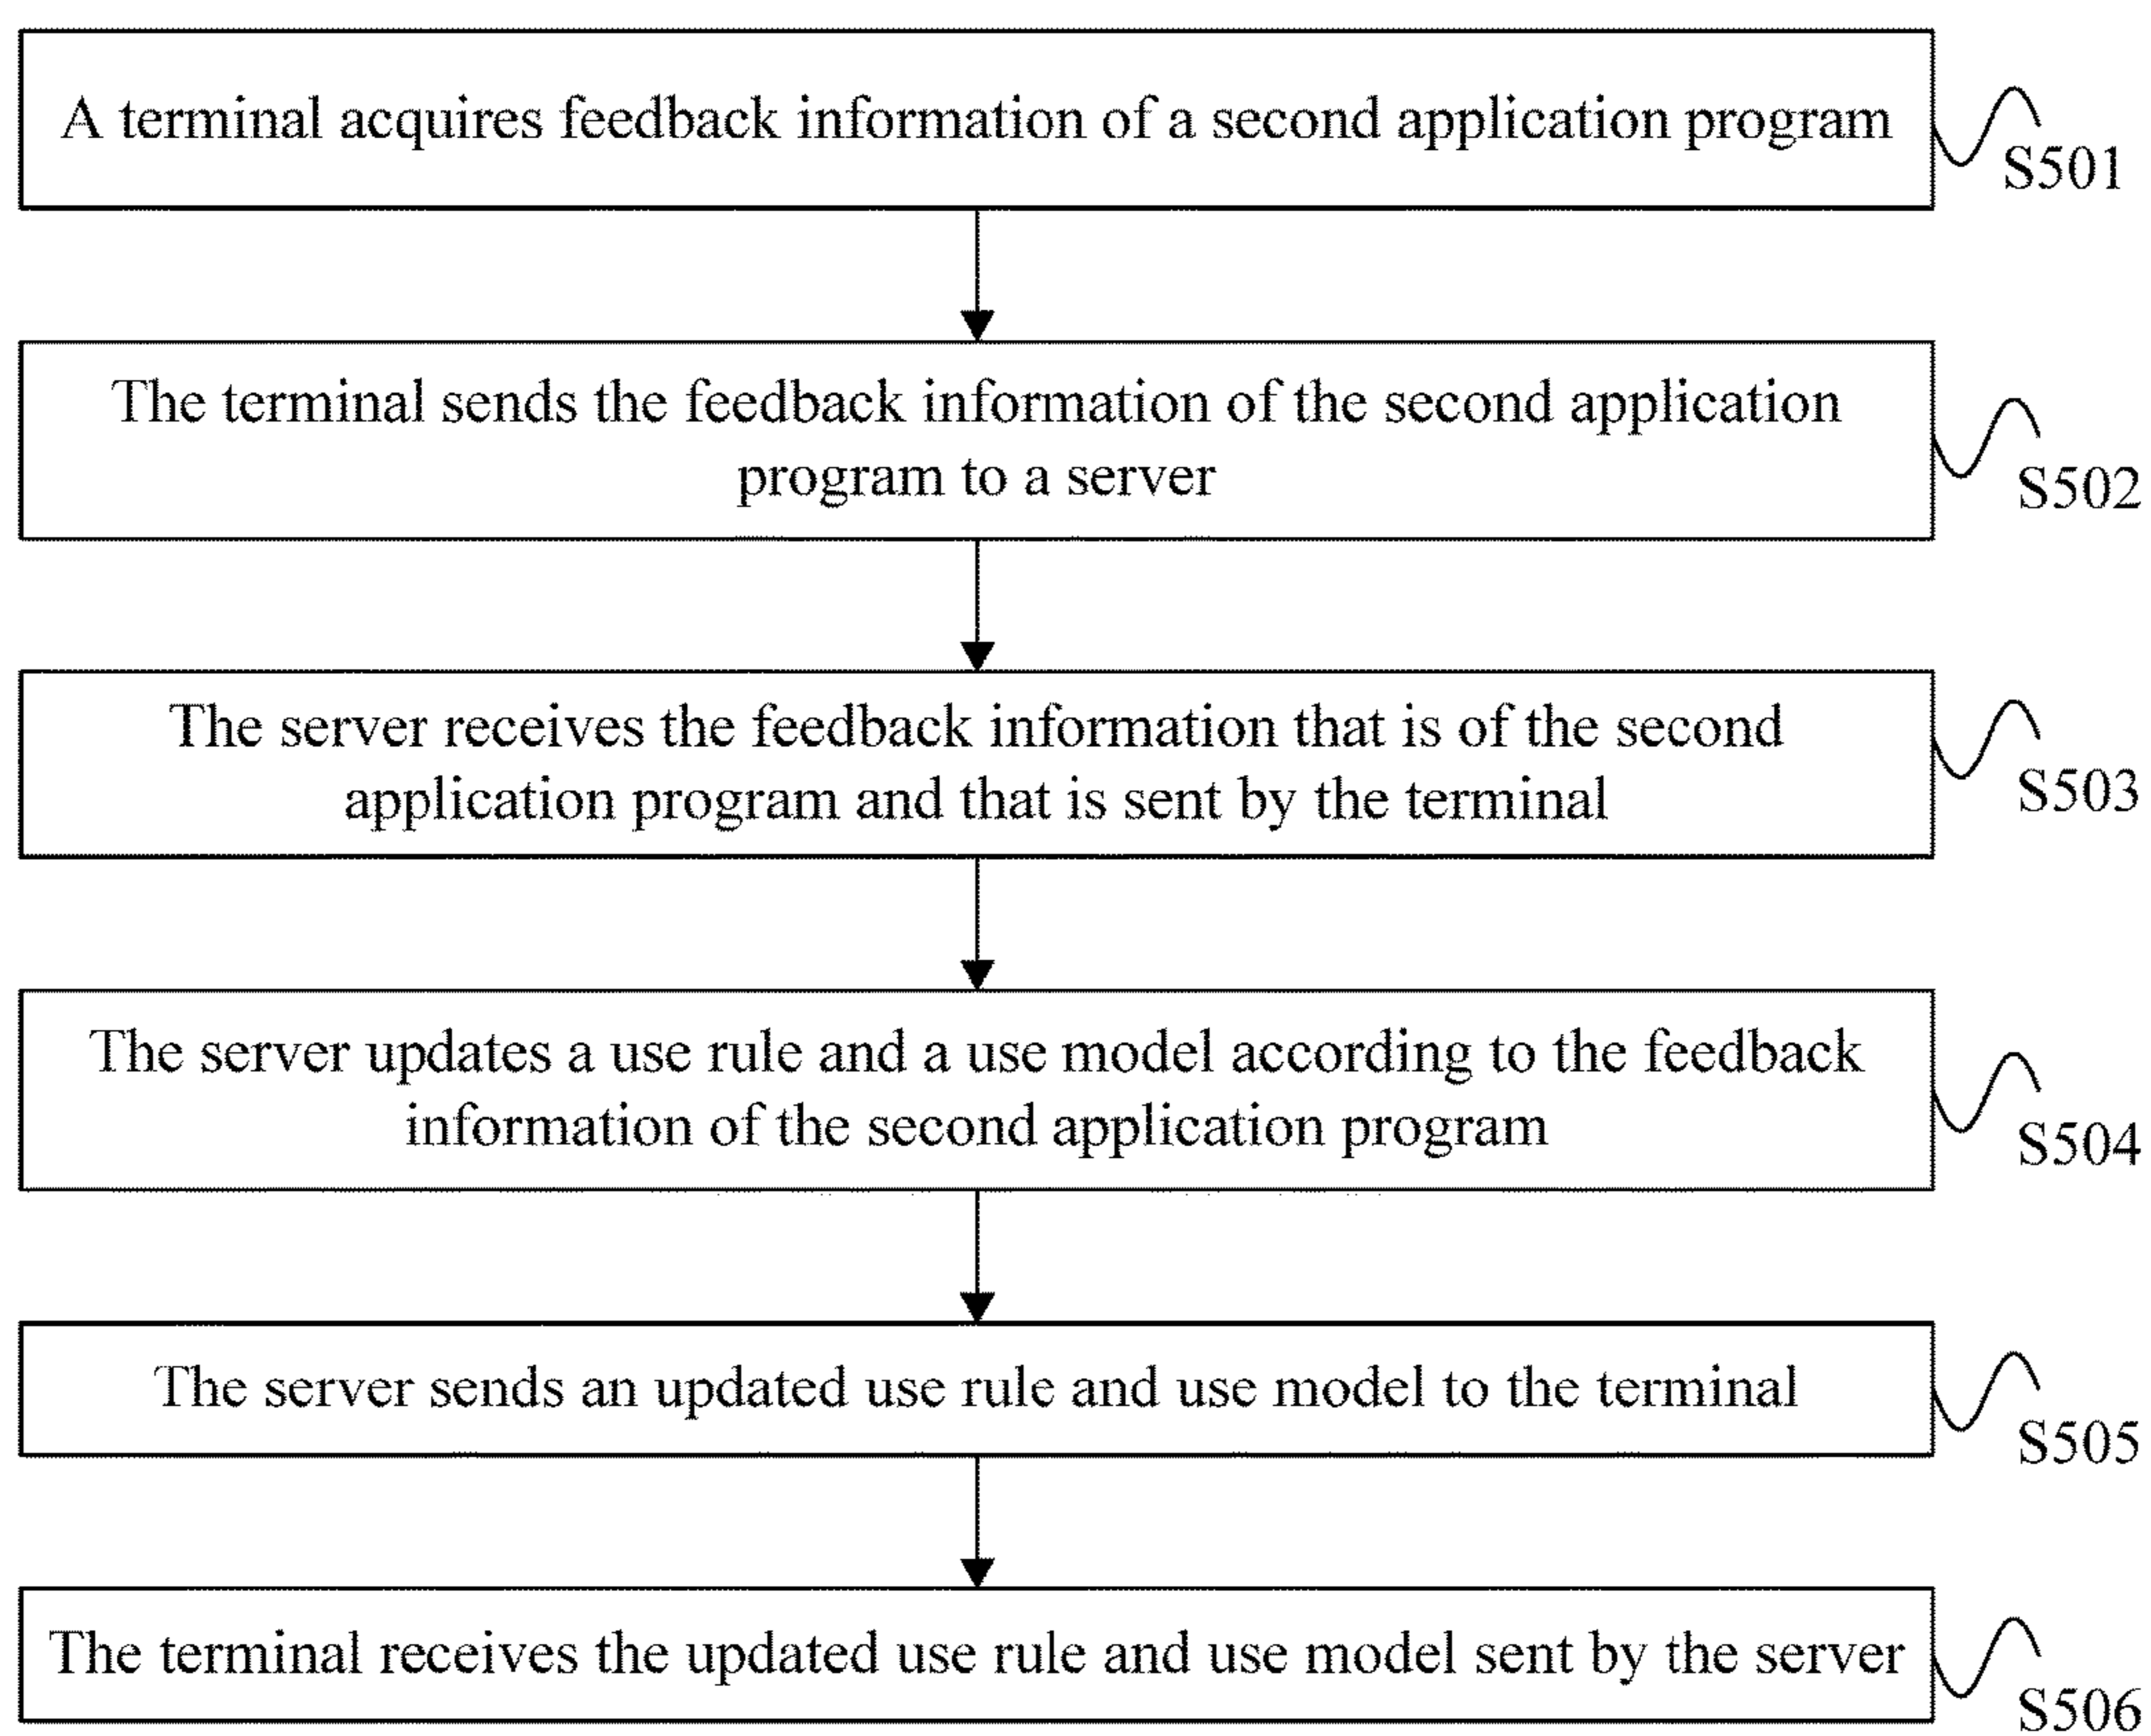 A terminal acquires feedback information of a second application program
S501
The terminal sends the feedback information of the second application
program to a server
S502
The server receives the feedback information that is of the second
application program and that is sent by the terminal
S503
The server updates a use rule and a use model according to the feedback
information of the second application program
S504
The server sends an updated use rule and use model to the terminal
S505
The terminal receives the updated use rule and use model sent by the server
S506